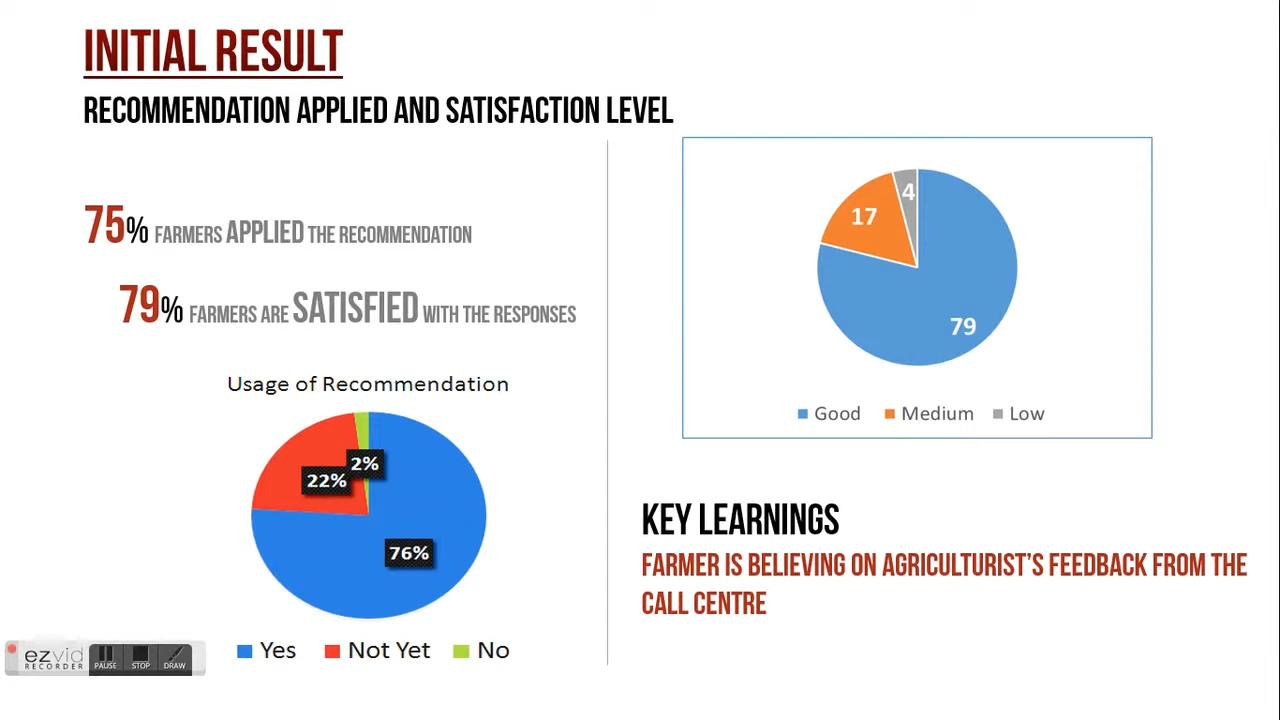 INITIAL RESULT
RECOMMENDATION APPLIED AND SATISFACTION LEVEL
75% FARMERS APPLIED THE RECOMMENDATION
79% FARMERS ARE SATISFIED WITH THE RESPONSES
Usage of Recommendation
2%
22%
76%
Yes Not Yet No
4
17
79
Good Medium Low
KEY LEARNINGS
FARMER IS BELIEVING ON AGRICULTURIST'S FEEDBACK FROM THE
CALL CENTRE
ezvid
RECORDER
PAUSE STOP DRAW